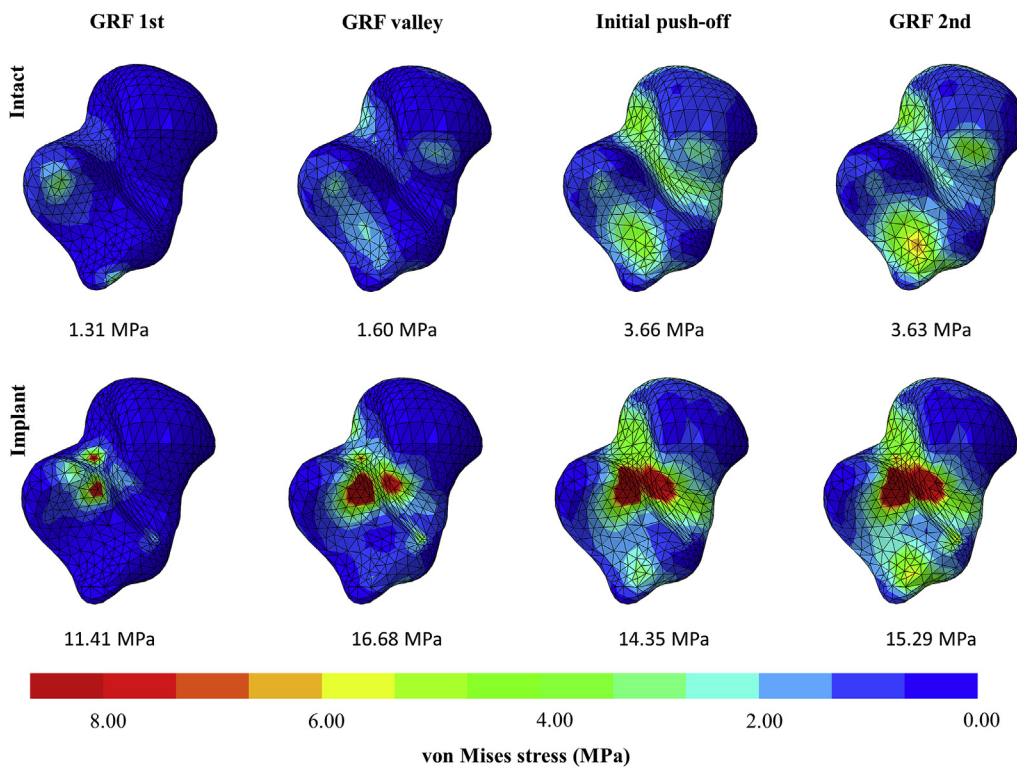 GRF 1st GRF valley Initial push-off GRF 2nd
Intact
1.31 MPa 1.60 MPa 3.66 MPa 3.63 MPa
Implant
11.41 MPa 16.68 MPa 14.35 MPa 15.29 MPa
8.00 6.00 4.00 2.00 0.00
von Mises stress (MPa)